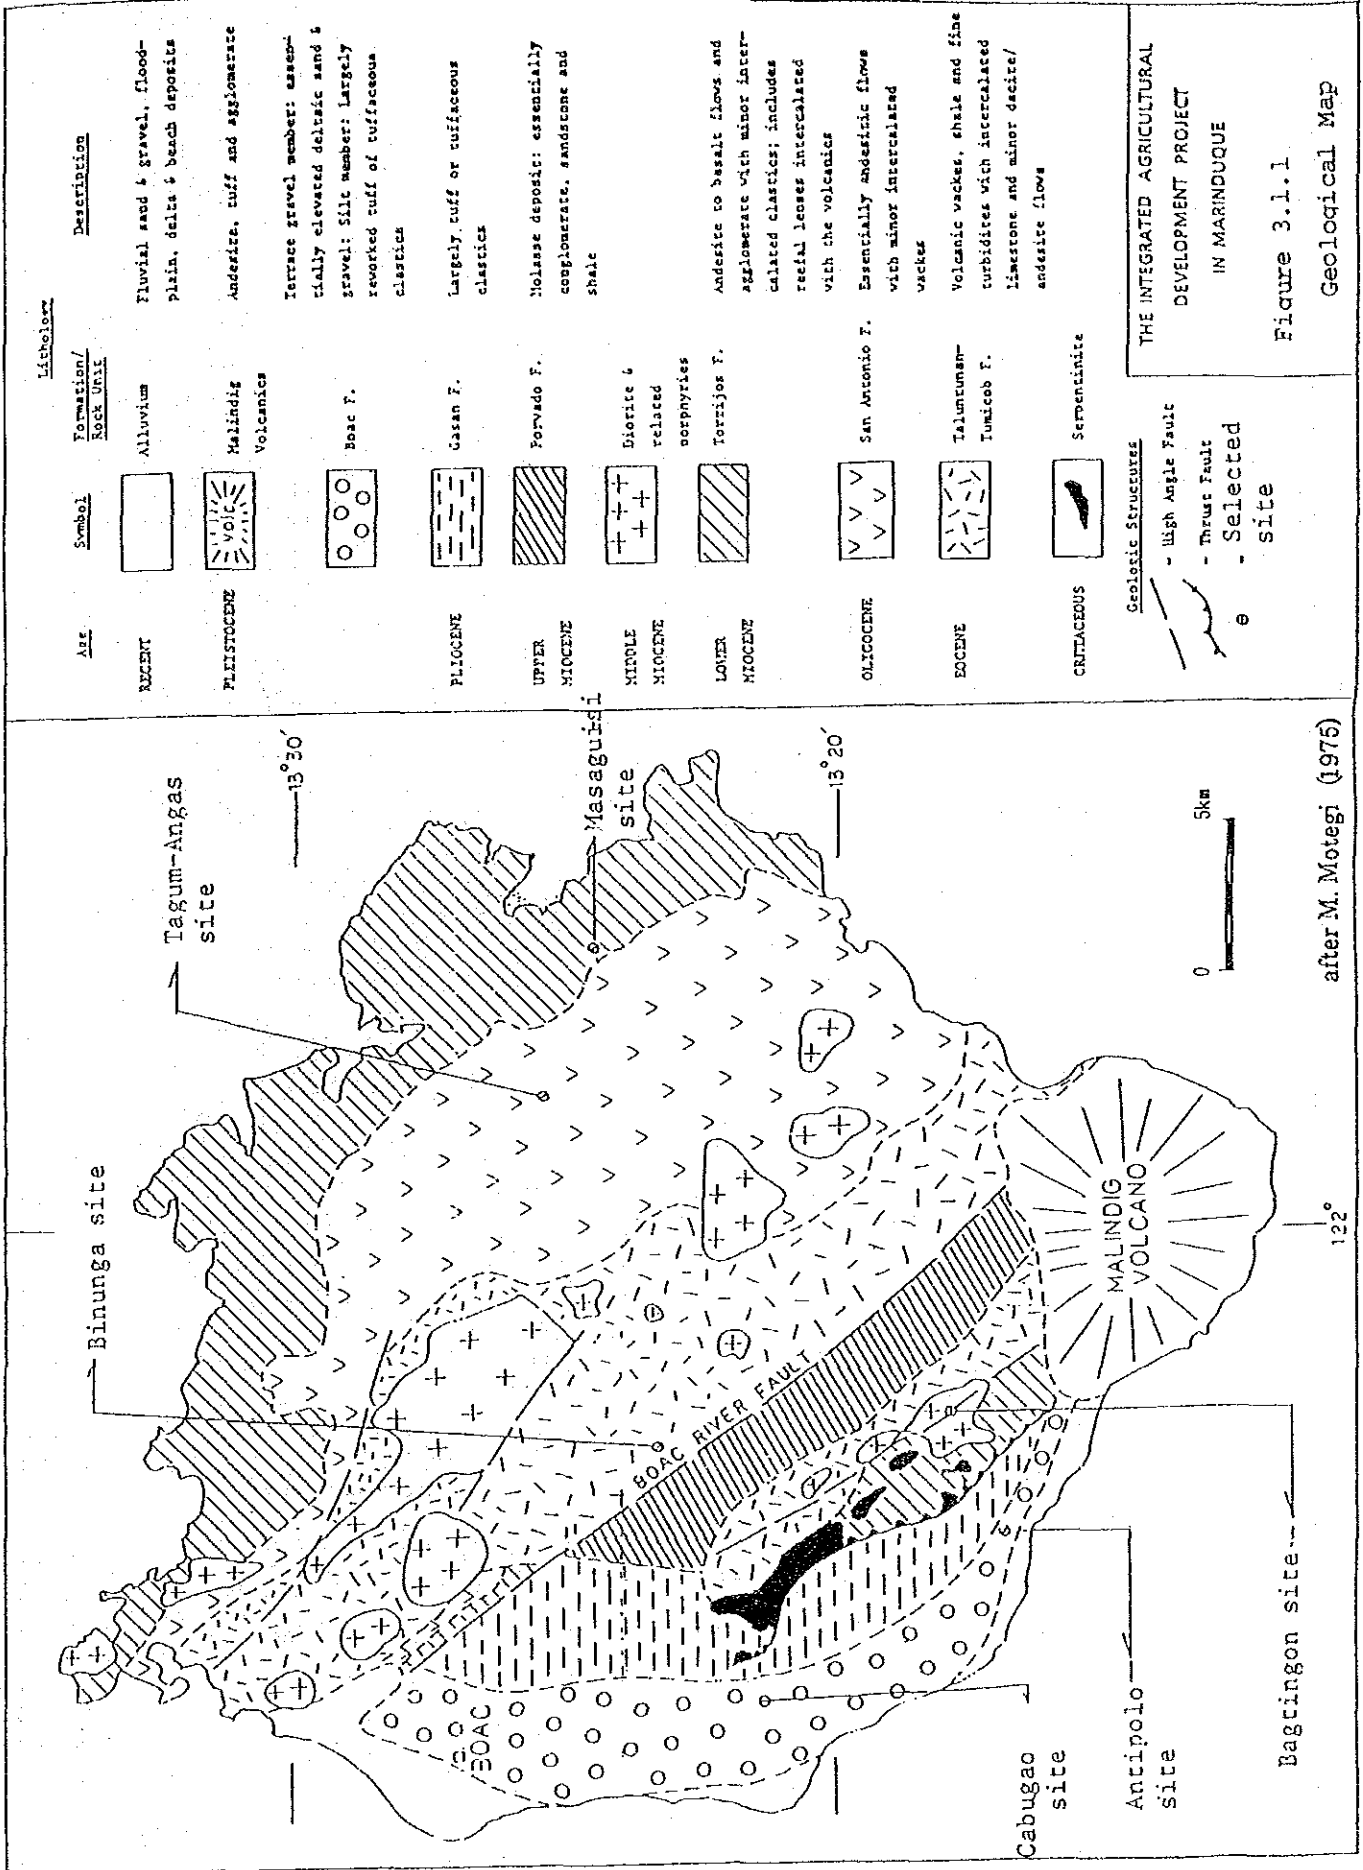 Lithology
Age
Symbol
Formation/
Rock Unit
Description
RECENT
Alluvium
Fluvial sand & gravel, flood-
plain, delta & beach deposits
PLEISTOCENE
volc
Malindig
Volcanics
Andesite, tuff and agglomerate
Boac F.
Terrace gravel member: essen-
tially elevated deltaic sand &
gravel: Silt member: Largely
reworked tuff of tuffaceous
clastics
PLIOCENE
Gasan F.
Largely tuff or tuffaceous
clastics
UPPER
MIOCENE
Porvado F.
Molasse deposit: essentially
conglomerate, sandstone and
shale
MIDDLE
MIOCENE
Diorite &
related
porphyries
LOWER
MIOCENE
Torrijos F.
Andesite to basalt flows and
agglomerate with minor inter-
calated clastics; includes
reefal lenses intercalated
with the volcanics
OLIGOCENE
San Antonio F.
Essentially andesitic flows
with minor intercalated
wackes
EOCENE
Taluntunan-
Tumicob F.
Volcanic wackes, shale and fine
turbidites with intercalated
limestone and minor dacite/
andesite flows
CRETACEOUS
Serpentinite
Geologic Structures
- High Angle Fault
- Thrust Fault
- Selected
site
THE INTEGRATED AGRICULTURAL
DEVELOPMENT PROJECT
IN MARINDUQUE
Figure 3.1.1
Geological Map
Binunga site
Tagum-Angas
site
13°30'
Masaguisi
site
13°20'
BOAC
BOAC RIVER FAULT
MALINDIG
VOLCANO
0
5km
Cabugao
site
Antipolo
site
Bagtingon site
122°
after M. Motegi (1975)